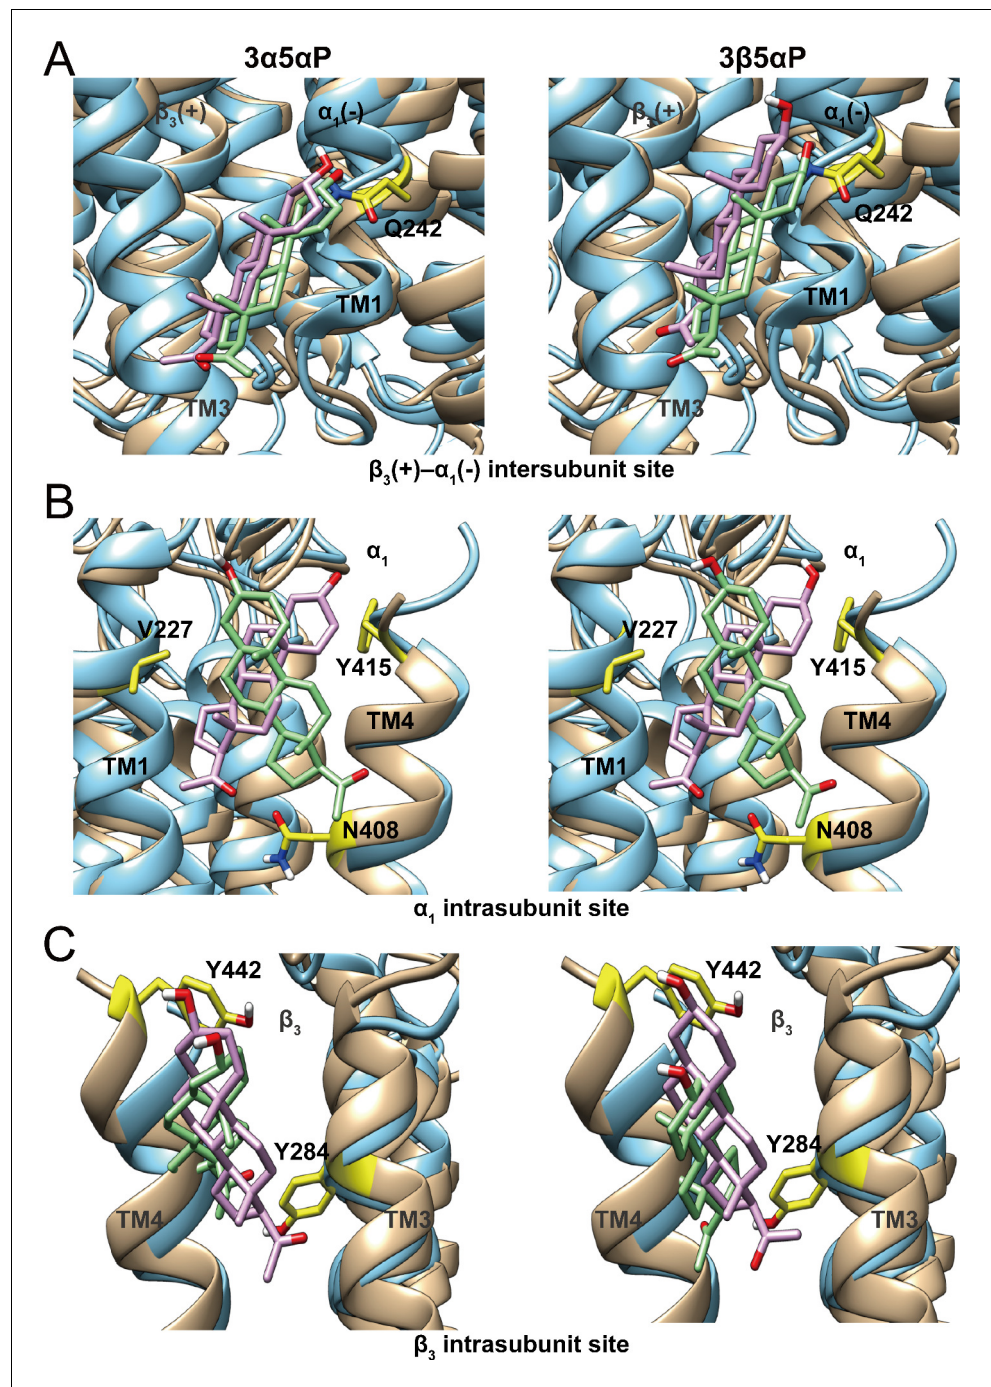 A
3α5αP
3β5αP
β3(+)
α1(-)
Q242
TM1
TM3
β3(+)
α1(-)
Q242
TM1
TM3
β3(+)–α1(-) intersubunit site
B
α1
V227
Y415
TM4
TM1
N408
α1
V227
Y415
TM4
TM1
N408
α1 intrasubunit site
C
Y442
β3
Y284
TM4
TM3
Y442
β3
Y284
TM4
TM3
β3 intrasubunit site